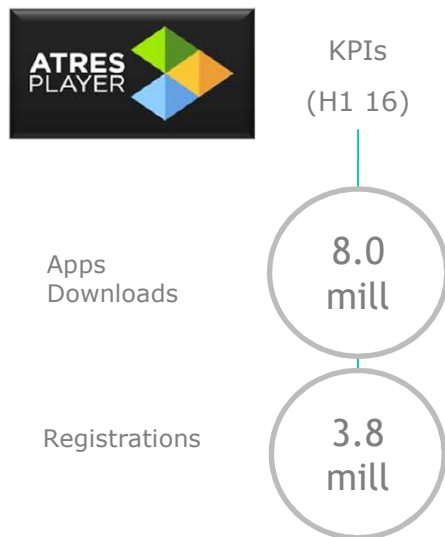 ATRES
PLAYER
KPIs
(H1 16)
Apps
Downloads
8.0
mill
Registrations
3.8
mill